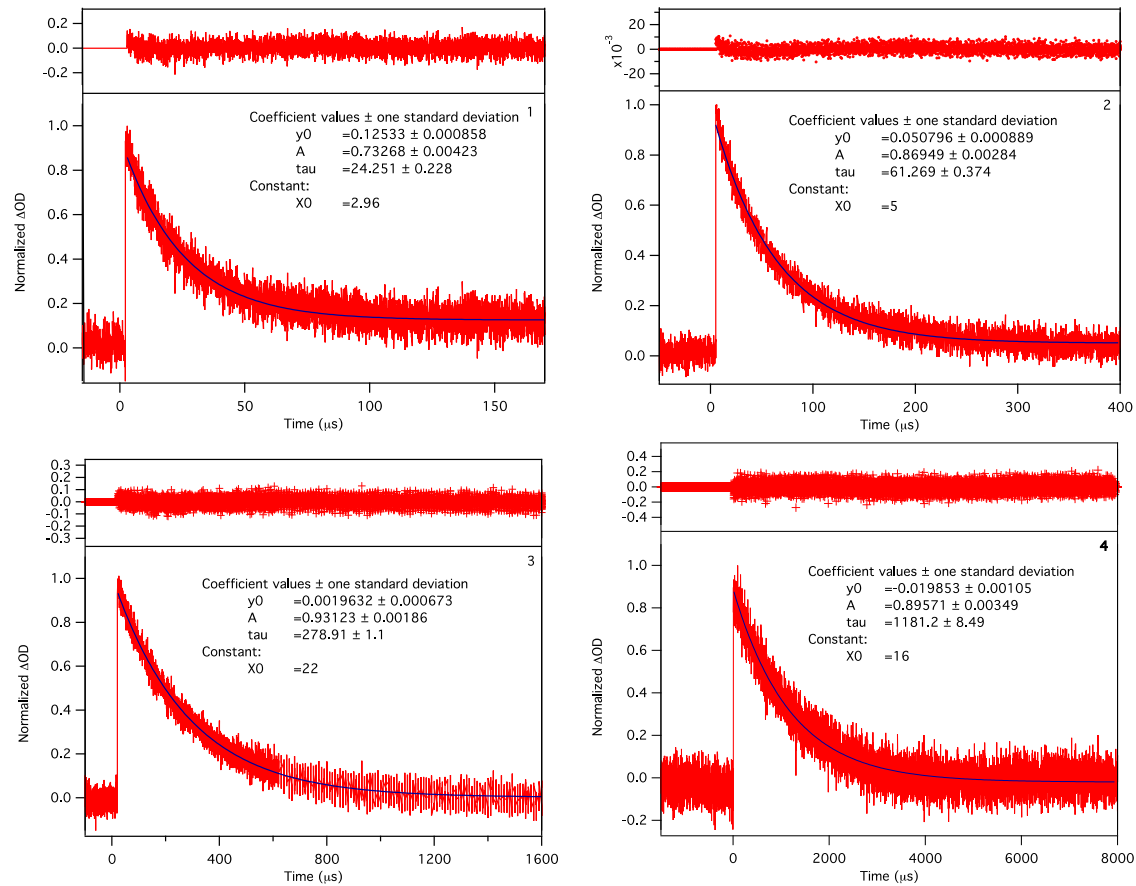 0.2
0.0
-0.2
1
Coefficient values ± one standard deviation
y0 =0.12533 ± 0.000858
A =0.73268 ± 0.00423
tau =24.251 ± 0.228
Constant:
X0 =2.96
1.0
0.8
0.6
0.4
0.2
0.0
Normalized ΔOD
0 50 100 150
Time (μs)
x10⁻³
20
0
-20
2
Coefficient values ± one standard deviation
y0 =0.050796 ± 0.000889
A =0.86949 ± 0.00284
tau =61.269 ± 0.374
Constant:
X0 =5
1.0
0.8
0.6
0.4
0.2
0.0
Normalized ΔOD
0 100 200 300 400
Time (μs)
0.3
0.2
0.1
0.0
-0.1
-0.2
-0.3
3
Coefficient values ± one standard deviation
y0 =0.0019632 ± 0.000673
A =0.93123 ± 0.00186
tau =278.91 ± 1.1
Constant:
X0 =22
1.0
0.8
0.6
0.4
0.2
0.0
Normalized ΔOD
0 400 800 1200 1600
Time (μs)
0.4
0.2
0.0
-0.2
-0.4
4
Coefficient values ± one standard deviation
y0 =-0.019853 ± 0.00105
A =0.89571 ± 0.00349
tau =1181.2 ± 8.49
Constant:
X0 =16
1.0
0.8
0.6
0.4
0.2
0.0
-0.2
Normalized ΔOD
0 2000 4000 6000 8000
Time (μs)